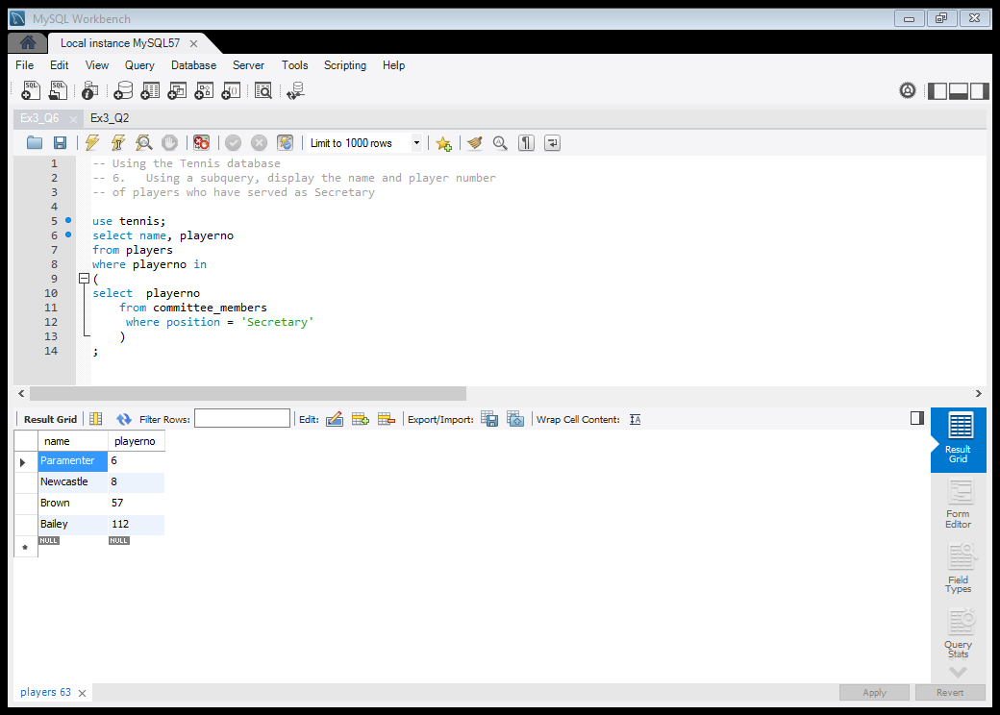 MySQL Workbench
Local instance MySQL57
File Edit View Query Database Server Tools Scripting Help
Ex3_Q6 Ex3_Q2
Limit to 1000 rows
1 -- Using the Tennis database
2 -- 6.   Using a subquery, display the name and player number
3 -- of players who have served as Secretary
4
5 use tennis;
6 select name, playerno
7 from players
8 where playerno in
9 (
10 select  playerno
11     from committee_members
12      where position = 'Secretary'
13     )
14 ;
Result Grid Filter Rows: Edit: Export/Import: Wrap Cell Content:
name playerno
Paramenter 6
Newcastle 8
Brown 57
Bailey 112
NULL NULL
Result
Grid
Form
Editor
Field
Types
Query
Stats
players 63 Apply Revert